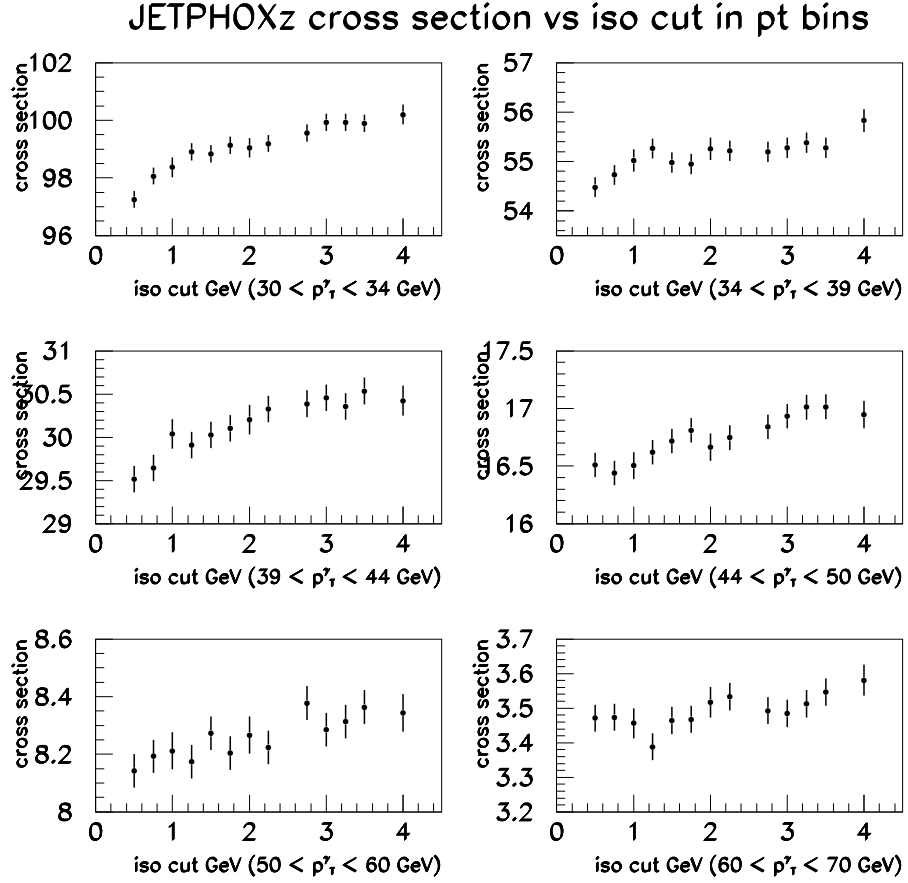 JETPHOXz cross section vs iso cut in pt bins
cross section
102
100
98
96
0 1 2 3 4
iso cut GeV (30 < pγT < 34 GeV)
cross section
57
56
55
54
0 1 2 3 4
iso cut GeV (34 < pγT < 39 GeV)
cross section
31
30.5
30
29.5
29
0 1 2 3 4
iso cut GeV (39 < pγT < 44 GeV)
cross section
17.5
17
16.5
16
0 1 2 3 4
iso cut GeV (44 < pγT < 50 GeV)
cross section
8.6
8.4
8.2
8
0 1 2 3 4
iso cut GeV (50 < pγT < 60 GeV)
cross section
3.7
3.6
3.5
3.4
3.3
3.2
0 1 2 3 4
iso cut GeV (60 < pγT < 70 GeV)